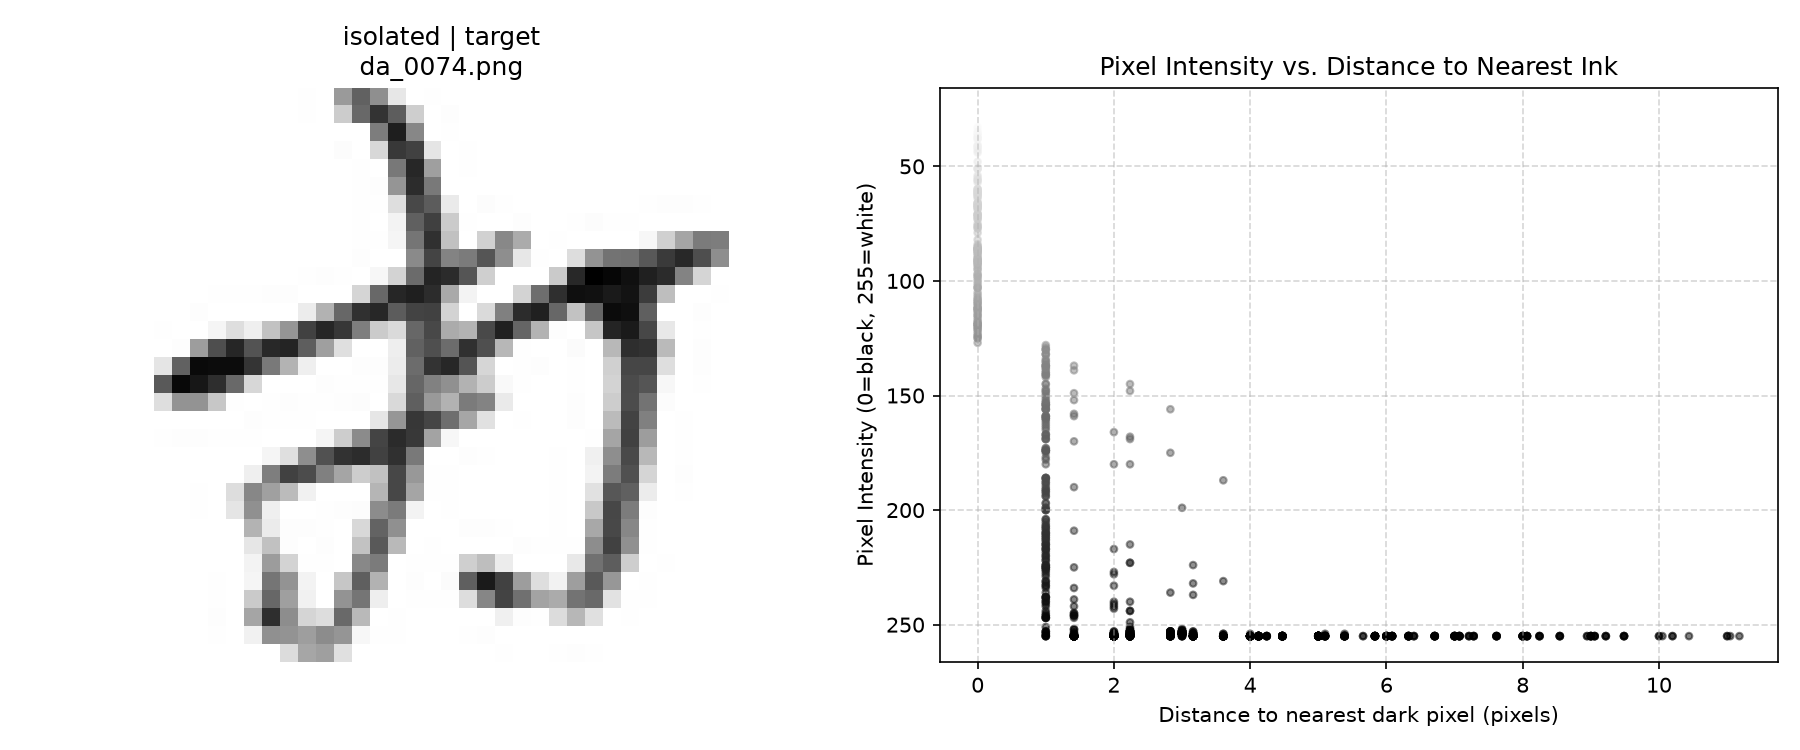 isolated | target
da_0074.png
打
Pixel Intensity vs. Distance to Nearest Ink
Pixel Intensity (0=black, 255=white)
50
100
150
200
250
0 2 4 6 8 10
Distance to nearest dark pixel (pixels)